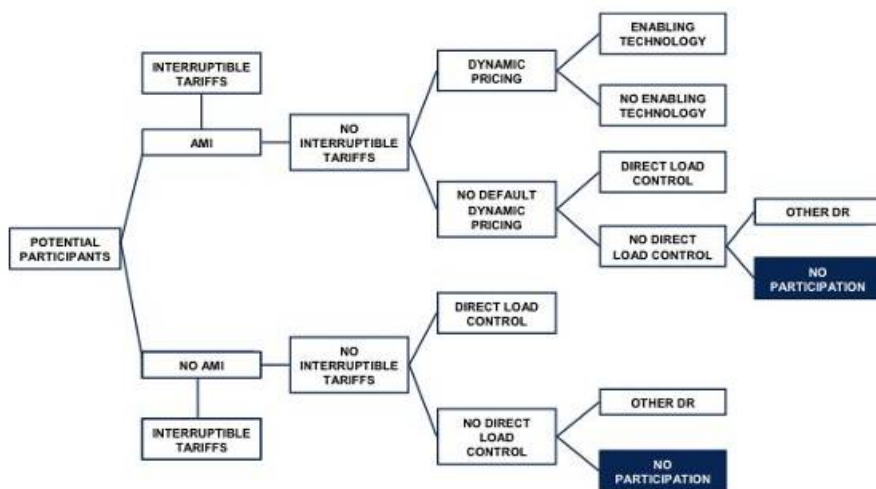 INTERRUPTIBLE
TARIFFS
AMI
POTENTIAL
PARTICIPANTS
NO AMI
INTERRUPTIBLE
TARIFFS
NO
INTERRUPTIBLE
TARIFFS
NO
INTERRUPTIBLE
TARIFFS
DYNAMIC
PRICING
NO DEFAULT
DYNAMIC
PRICING
DIRECT LOAD
CONTROL
NO DIRECT
LOAD
CONTROL
ENABLING
TECHNOLOGY
NO ENABLING
TECHNOLOGY
DIRECT LOAD
CONTROL
NO DIRECT
LOAD CONTROL
OTHER DR
NO
PARTICIPATION
OTHER DR
NO
PARTICIPATION